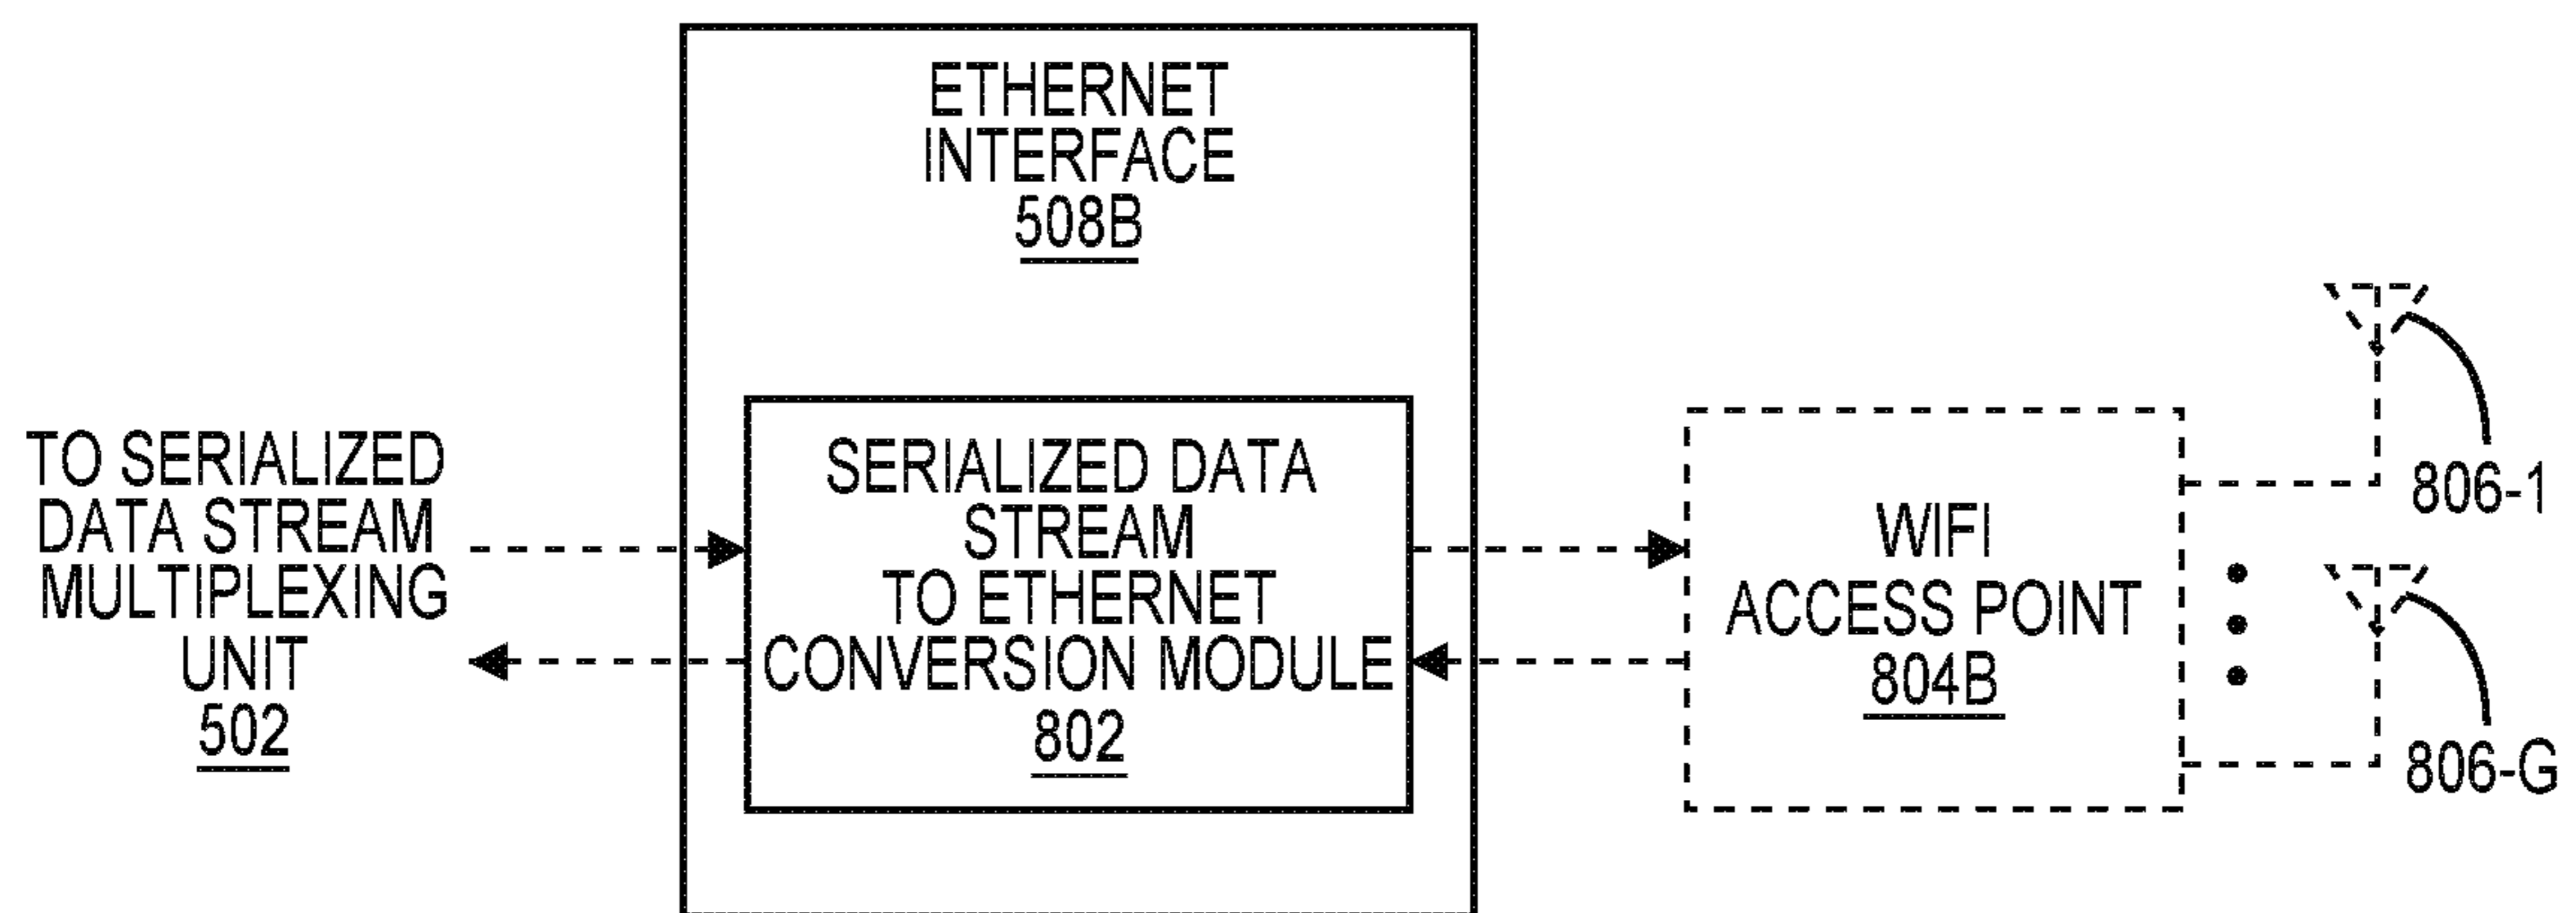 ETHERNET
INTERFACE
508B
TO SERIALIZED
DATA STREAM
MULTIPLEXING
UNIT
502
SERIALIZED DATA
STREAM
TO ETHERNET
CONVERSION MODULE
802
WIFI
ACCESS POINT
804B
806-1
806-G